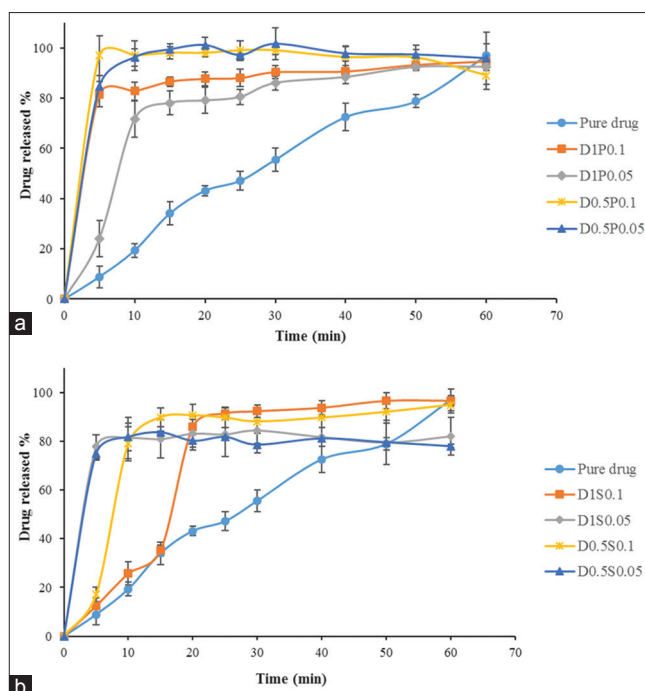 120
100
80
60
40
20
0
Drug released %
0 10 20 30 40 50 60 70
Time (min)
Pure drug
D1P0.1
D1P0.05
D0.5P0.1
D0.5P0.05
a
120
100
80
60
40
20
0
Drug released %
0 10 20 30 40 50 60 70
Time (min)
Pure drug
D1S0.1
D1S0.05
D0.5S0.1
D0.5S0.05
b